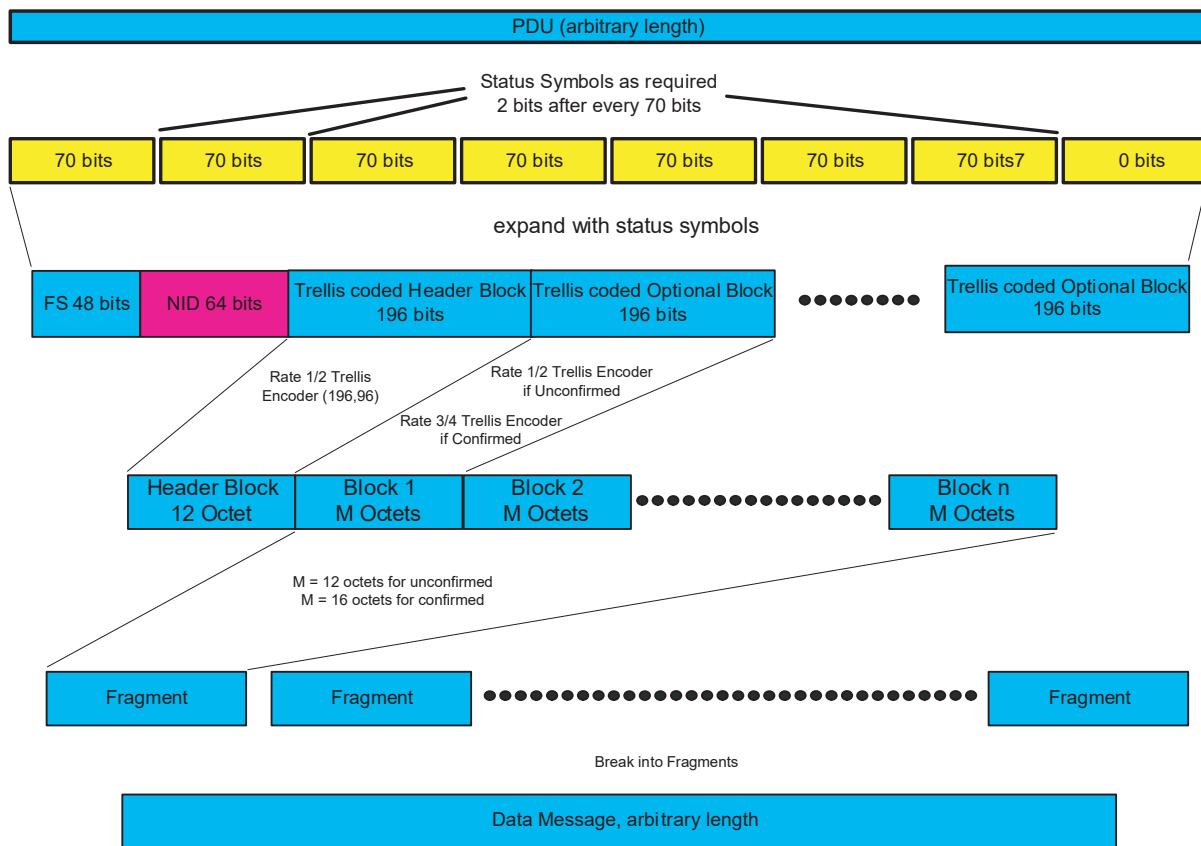 PDU (arbitrary length)
Status Symbols as required
2 bits after every 70 bits
70 bits
70 bits
70 bits
70 bits
70 bits
70 bits
70 bits7
0 bits
expand with status symbols
FS 48 bits
NID 64 bits
Trellis coded Header Block
196 bits
Trellis coded Optional Block
196 bits
Trellis coded Optional Block
196 bits
Rate 1/2 Trellis
Encoder (196,96)
Rate 1/2 Trellis Encoder
if Unconfirmed
Rate 3/4 Trellis Encoder
if Confirmed
Header Block
12 Octet
Block 1
M Octets
Block 2
M Octets
Block n
M Octets
M = 12 octets for unconfirmed
M = 16 octets for confirmed
Fragment
Fragment
Fragment
Break into Fragments
Data Message, arbitrary length